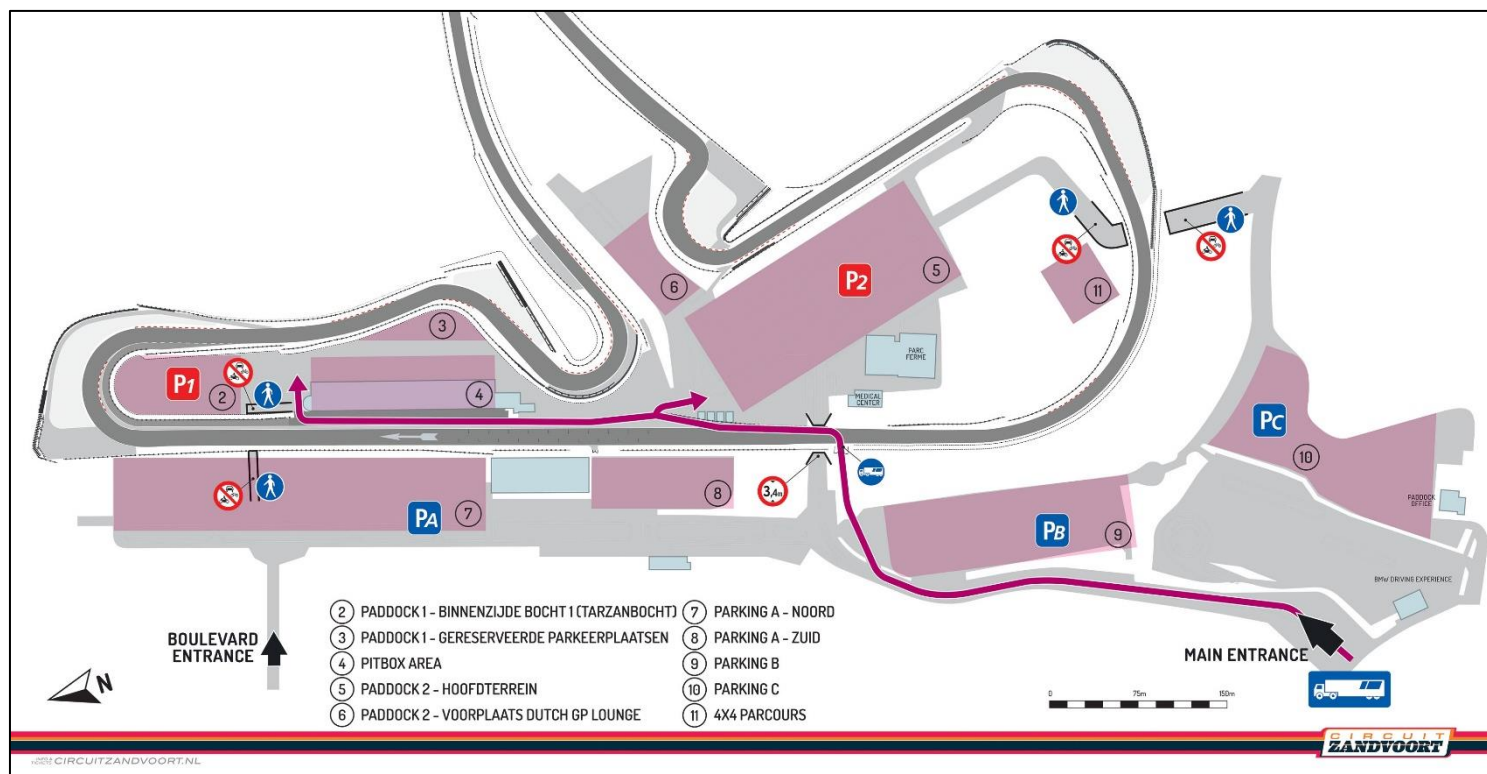 6
P2
5
11
3
P1
2
4
PARC
FERME
MEDICAL
CENTER
PC
10
PADDOCK
OFFICE
3,4m
PA
7
8
PB
9
BMW DRIVING EXPERIENCE
BOULEVARD
ENTRANCE
MAIN ENTRANCE
N
2 PADDOCK 1 - BINNENZIJDE BOCHT 1 (TARZANBOCHT)
3 PADDOCK 1 - GERESERVEERDE PARKEERPLAATSEN
4 PITBOX AREA
5 PADDOCK 2 - HOOFDTERREIN
6 PADDOCK 2 - VOORPLAATS DUTCH GP LOUNGE
7 PARKING A - NOORD
8 PARKING A - ZUID
9 PARKING B
10 PARKING C
11 4X4 PARCOURS
0 75m 150m
CIRCUIT
ZANDVOORT
CIRCUITZANDVOORT.NL